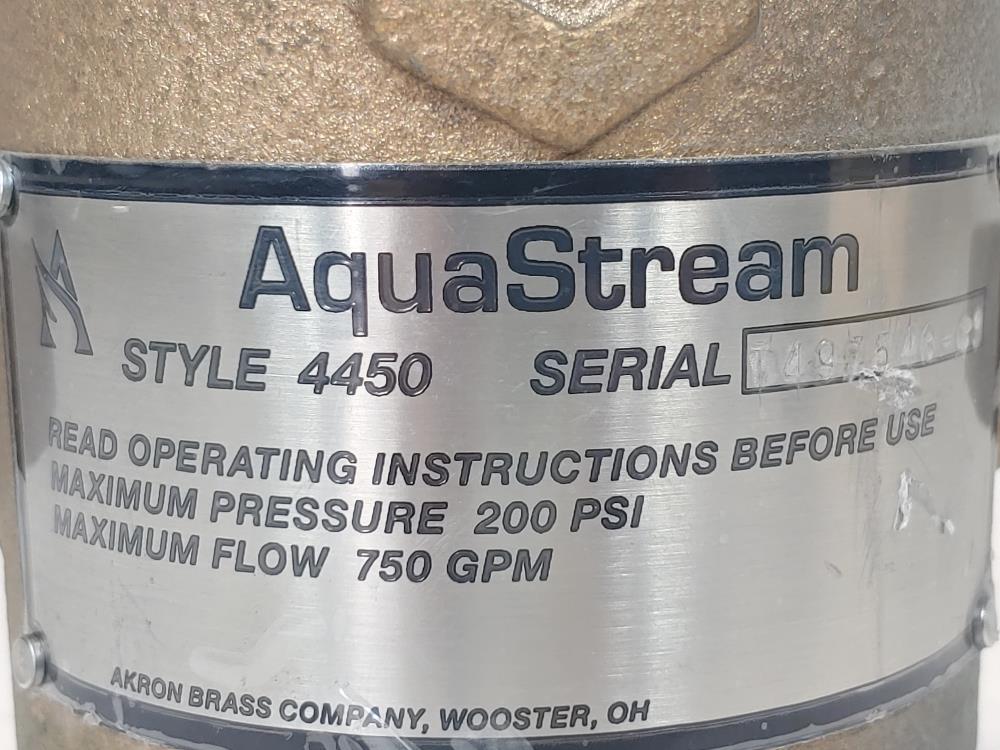 AquaStream
STYLE 4450 SERIAL
READ OPERATING INSTRUCTIONS BEFORE USE
MAXIMUM PRESSURE 200 PSI
MAXIMUM FLOW 750 GPM
AKRON BRASS COMPANY, WOOSTER, OH